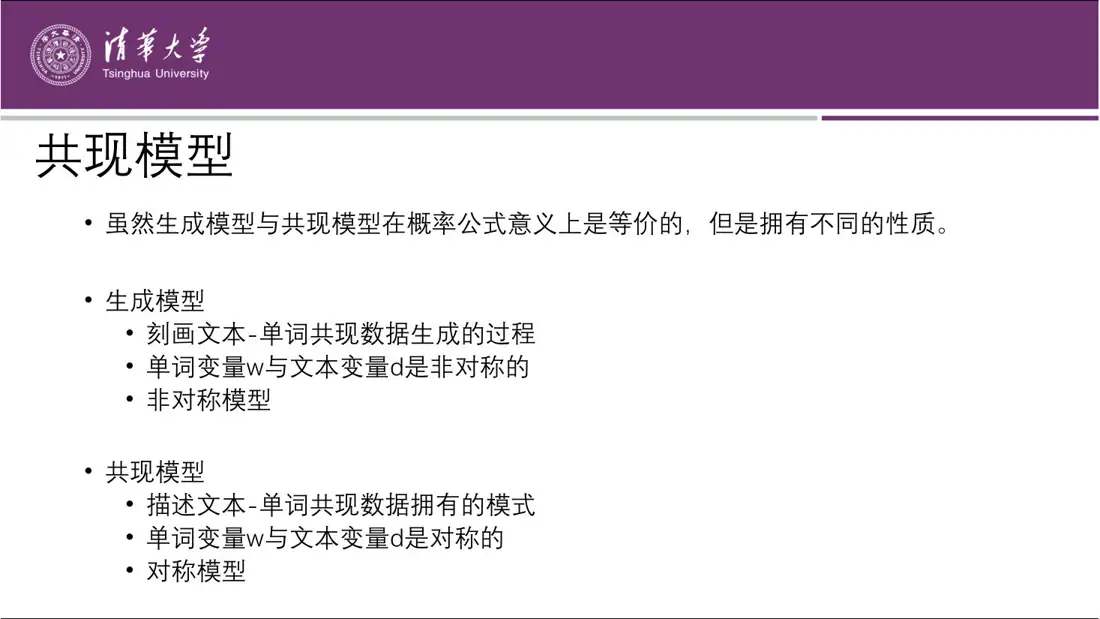 清华大学
Tsinghua University
共现模型
• 虽然生成模型与共现模型在概率公式意义上是等价的，但是拥有不同的性质。
• 生成模型
• 刻画文本-单词共现数据生成的过程
• 单词变量w与文本变量d是非对称的
• 非对称模型
• 共现模型
• 描述文本-单词共现数据拥有的模式
• 单词变量w与文本变量d是对称的
• 对称模型